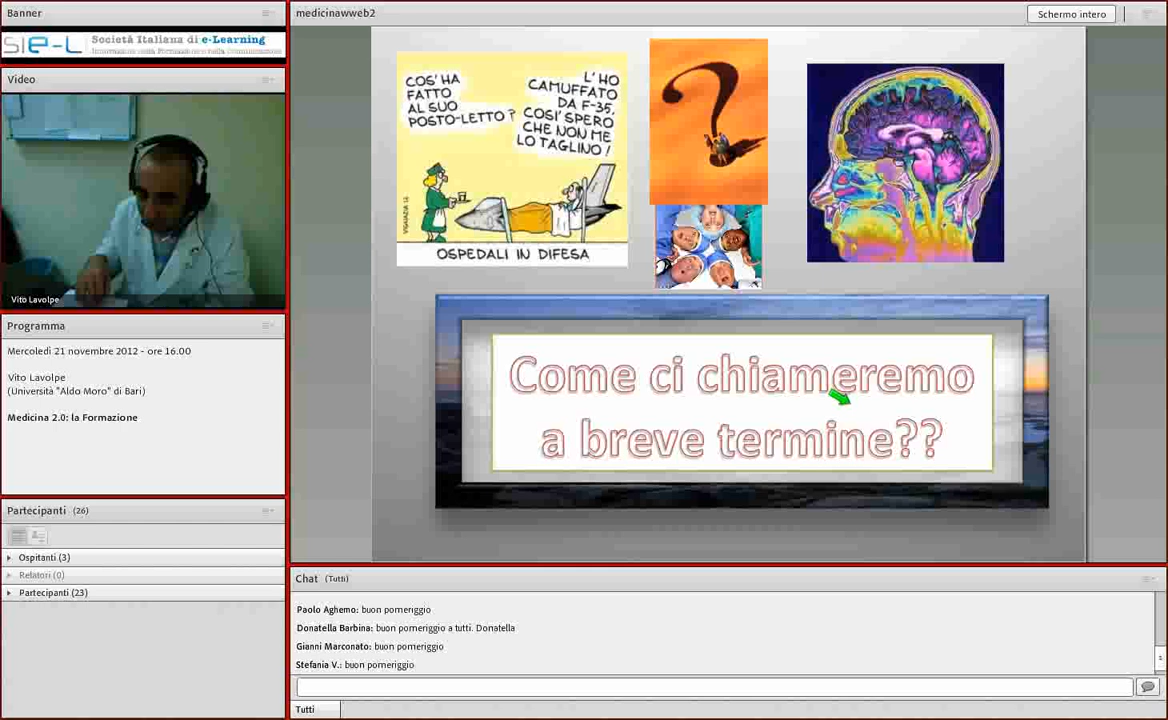 Banner
SIE-L Società Italiana di e-Learning
Video
Vito Lavolpe
Programma
Mercoledì 21 novembre 2012 - ore 16.00
Vito Lavolpe
(Università "Aldo Moro" di Bari)
Medicina 2.0: la Formazione
Partecipanti (26)
Ospitanti (3)
Relatori (0)
Partecipanti (23)
medicinawweb2
Schermo intero
COS' HA
FATTO
AL SUO
POSTO-LETTO ?
L' HO
CAMUFFATO
DA F-35,
COSI' SPERO
CHE NON ME
LO TAGLINO !
OSPEDALI IN DIFESA
?
Come ci chiameremo
a breve termine??
Chat (Tutti)
Paolo Aghemo: buon pomeriggio
Donatella Barbina: buon pomeriggio a tutti. Donatella
Gianni Marconato: buon pomeriggio
Stefania V.: buon pomeriggio
Tutti